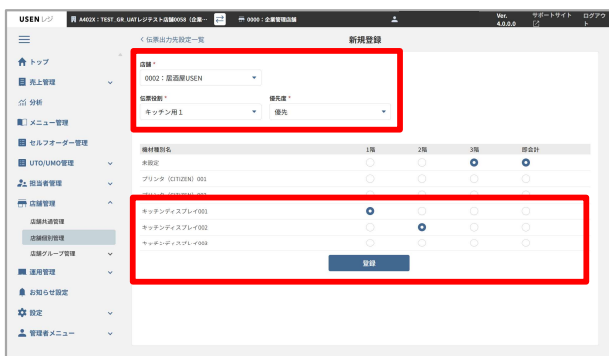 USEN レジ
A402X：TEST_GR_UATレジテスト店舗0058（企業…
0000：企業管理店舗
Ver. 4.0.0.0
サポートサイト
ログアウト
トップ
売上管理
分析
メニュー管理
セルフオーダー管理
UTO/UMO管理
担当者管理
店舗管理
店舗共通管理
店舗個別管理
店舗グループ管理
運用管理
お知らせ設定
設定
管理者メニュー
く 伝票出力先設定一覧
新規登録
店舗 *
0002：居酒屋USEN
伝票役割 * 優先度 *
キッチン用1 優先
機材種別名 1階 2階 3階 部会計
未設定
プリンタ（CITIZEN）001
キッチンディスプレイ001
キッチンディスプレイ002
キッチンディスプレイ003
登録